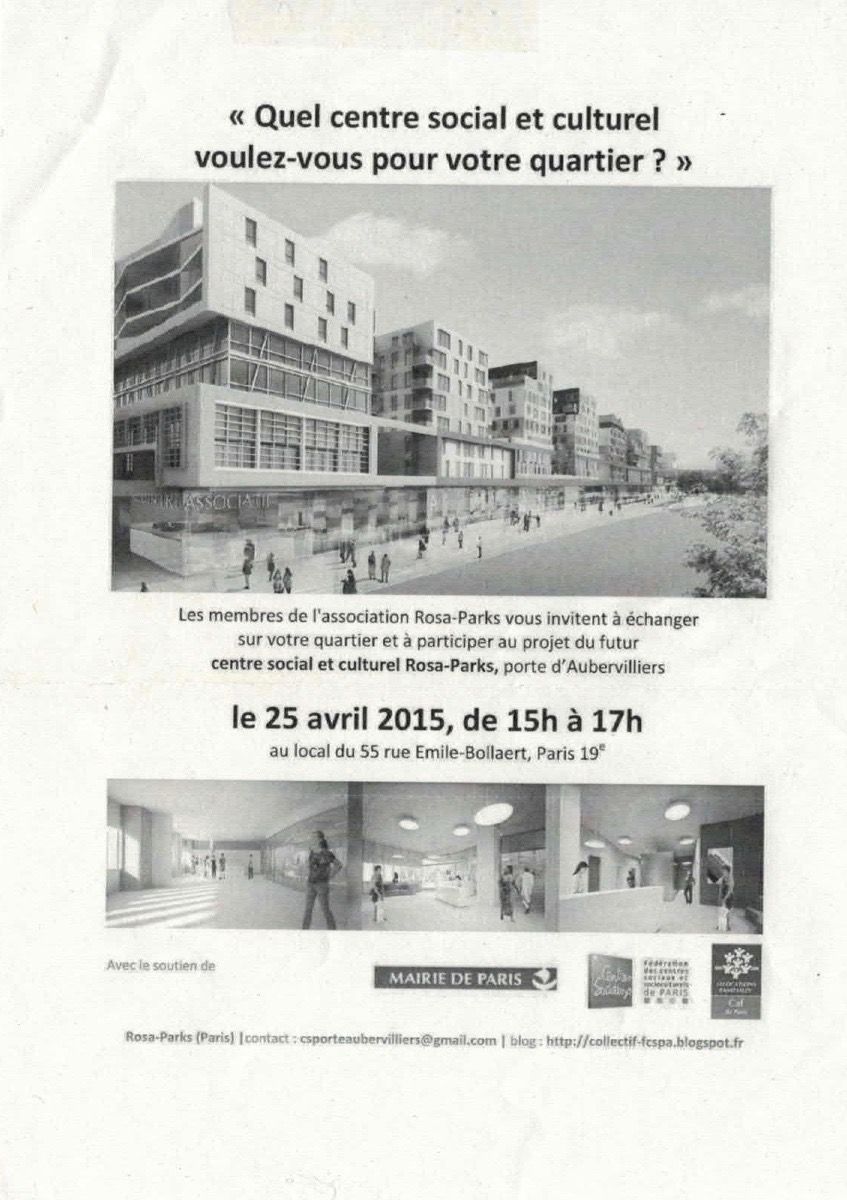 « Quel centre social et culturel
voulez-vous pour votre quartier ? »
ASSOCIATIF
Les membres de l'association Rosa-Parks vous invitent à échanger
sur votre quartier et à participer au projet du futur
centre social et culturel Rosa-Parks, porte d'Aubervilliers
le 25 avril 2015, de 15h à 17h
au local du 55 rue Emile-Bollaert, Paris 19e
Avec le soutien de
MAIRIE DE PARIS
Centres
Sociaux
Fédération
des centres
sociaux et
socioculturels
de PARIS
ALLOCATIONS
FAMILIALES
Caf
de Paris
Rosa-Parks (Paris) |contact : csporteaubervilliers@gmail.com | blog : http://collectif-fcspa.blogspot.fr